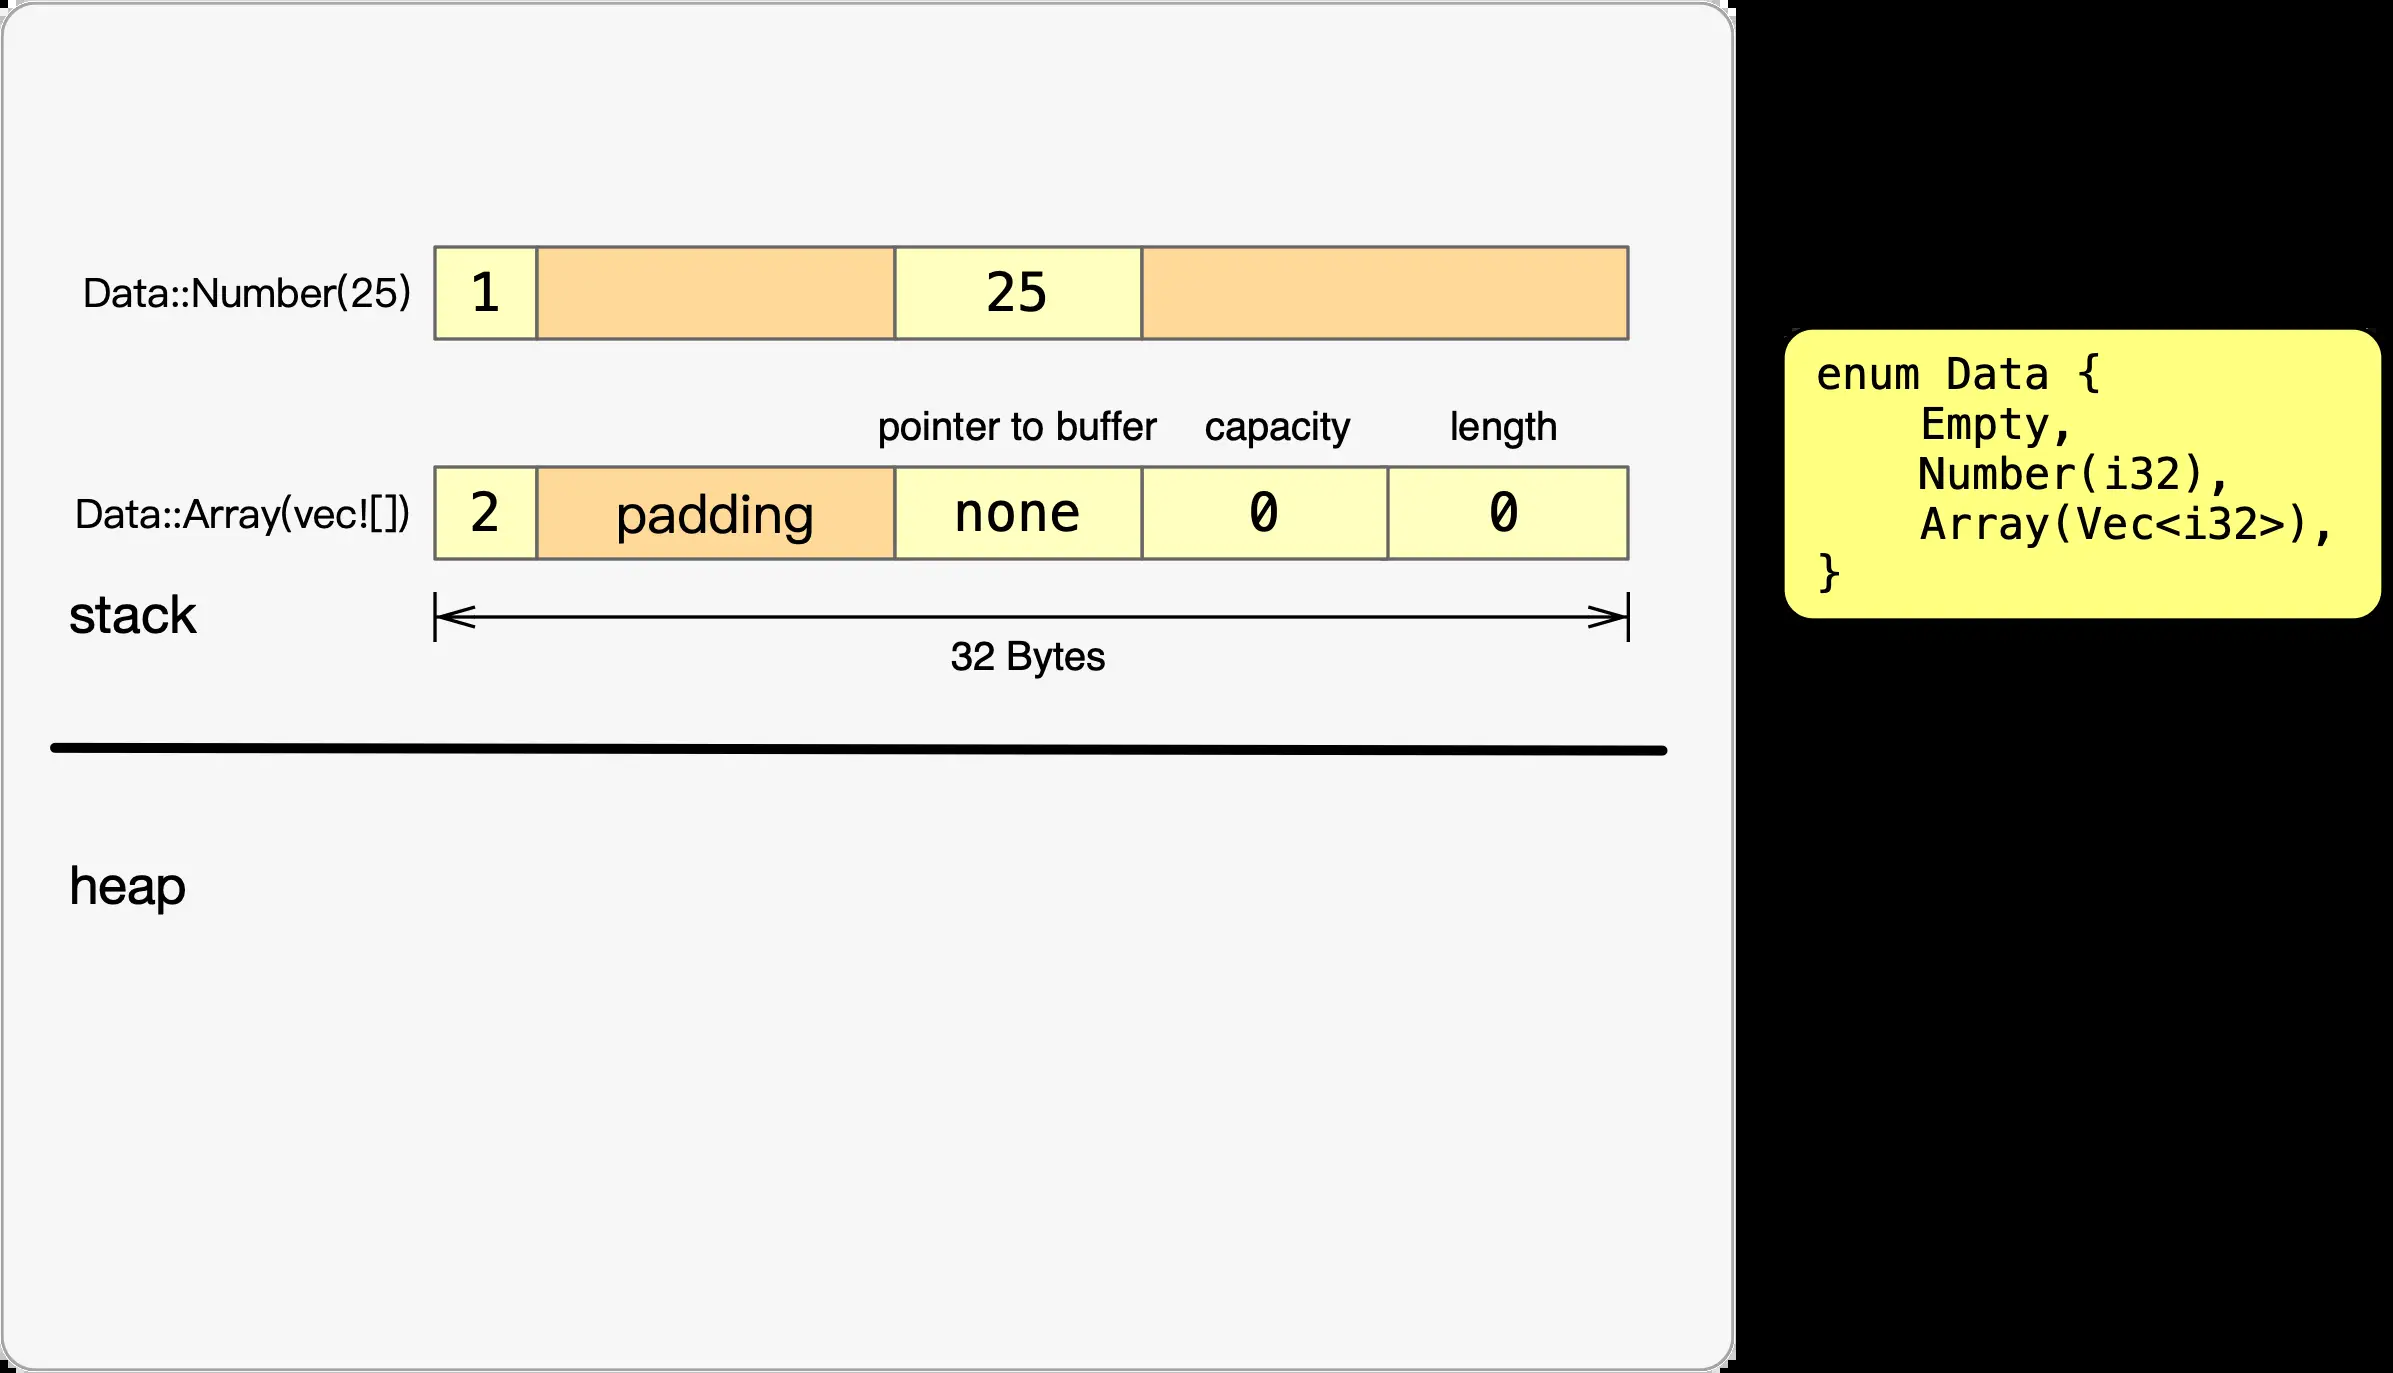 Data::Number(25) 1 25
pointer to buffer capacity length
Data::Array(vec![]) 2 padding none 0 0
stack
32 Bytes
heap
enum Data {
    Empty,
    Number(i32),
    Array(Vec<i32>),
}